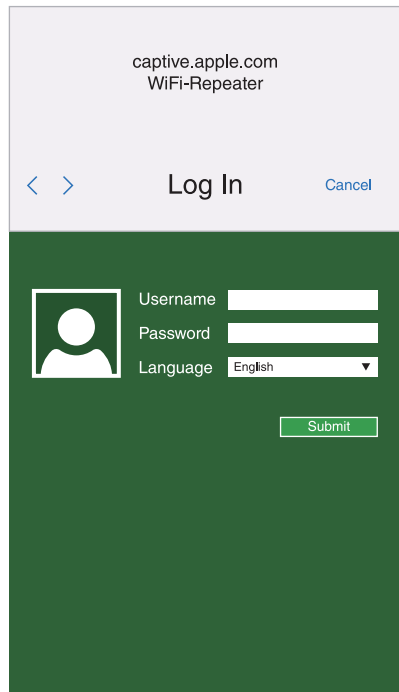 captive.apple.com
WiFi-Repeater
Log In
Cancel
Username
Password
Language
English
Submit